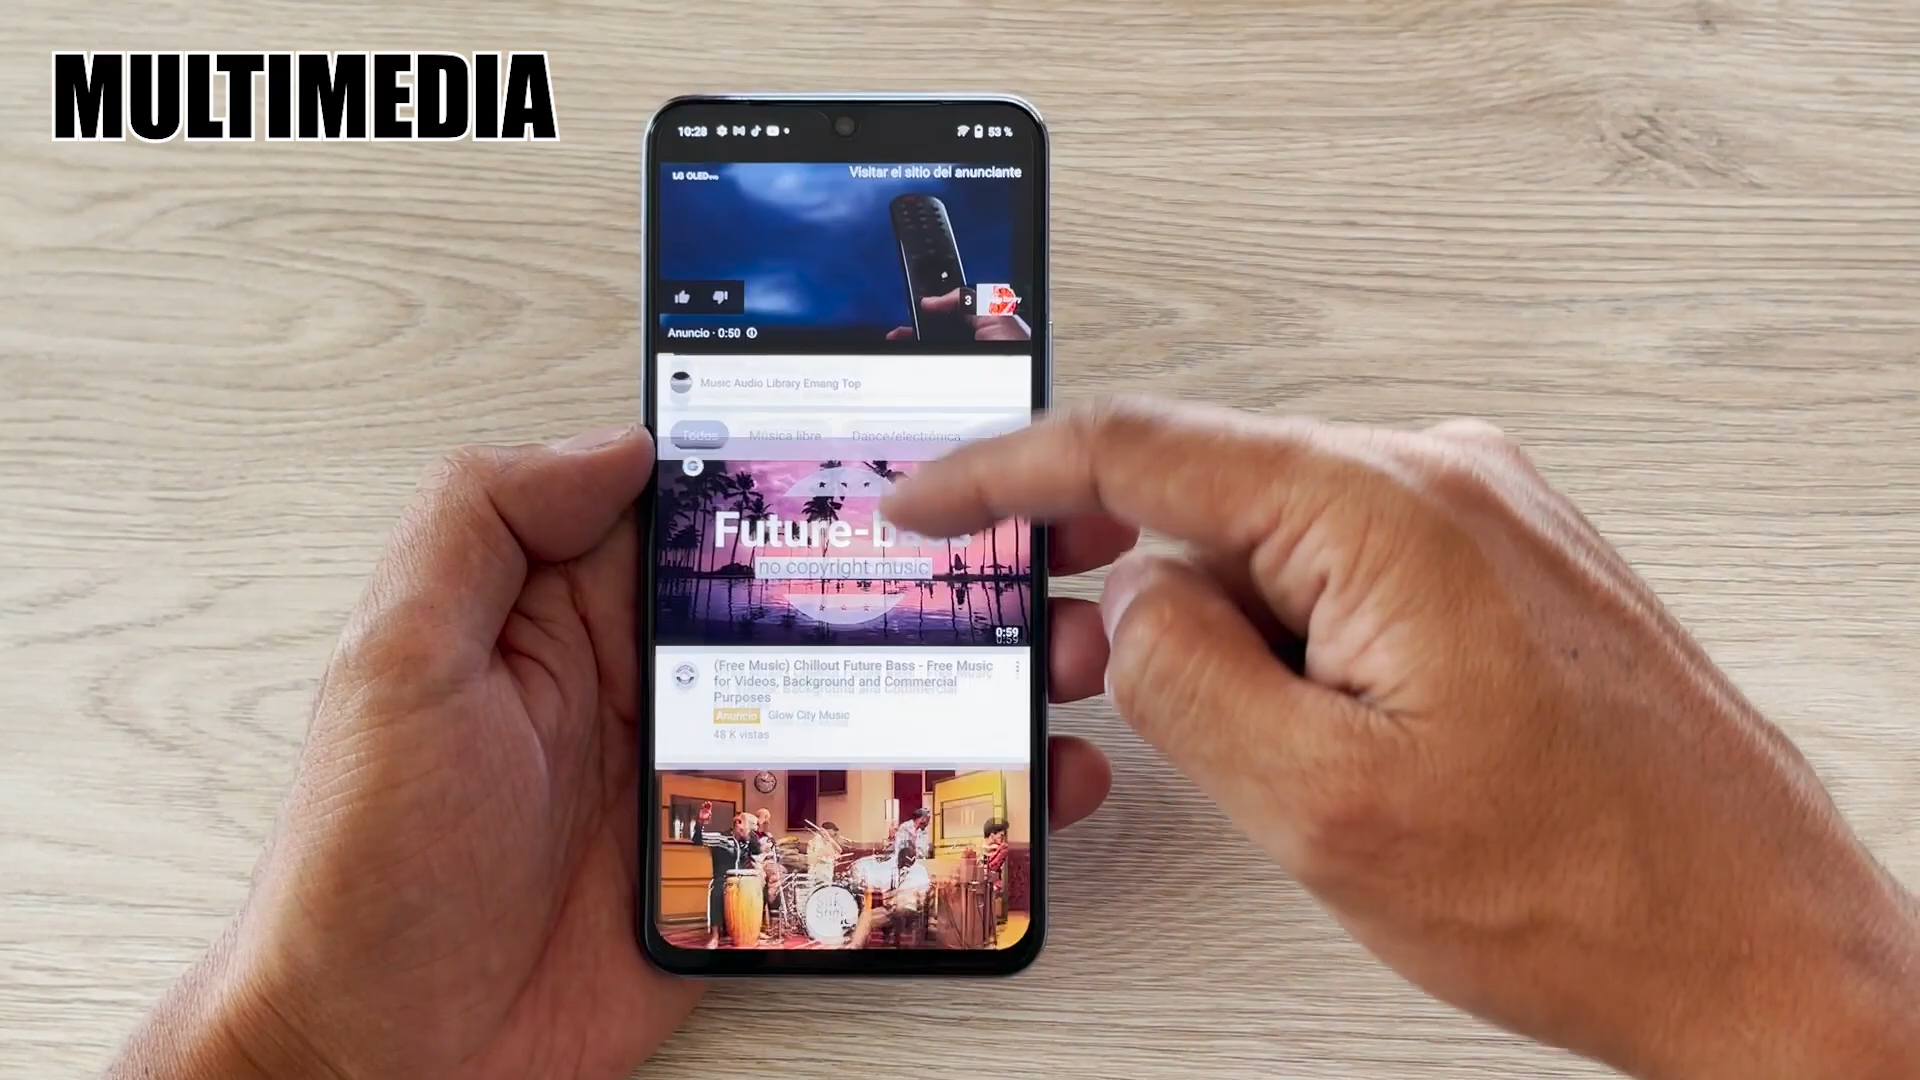 MULTIMEDIA
10:28
53 %
LG OLED evo
Visitar el sitio del anunciante
3
Anuncio · 0:50
Music Audio Library Emang Top
Todos
Música libre
Dance/electrónica
Future-b
no copyright music
0:59
(Free Music) Chillout Future Bass - Free Music
for Videos, Background and Commercial
Purposes
Anuncio
Glow City Music
48 K vistas